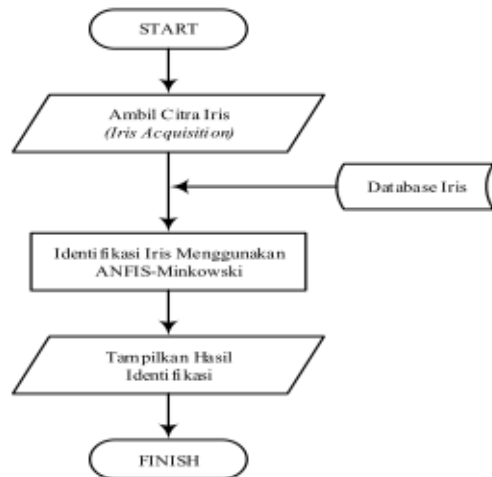 START
Ambil Citra Iris
(Iris Acquisition)
Database Iris
Identifikasi Iris Menggunakan
ANFIS-Minkowski
Tampilkan Hasil
Identifikasi
FINISH